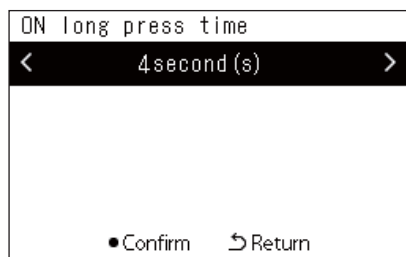 ON long press time
< 4second(s) >
●Confirm ⮌Return